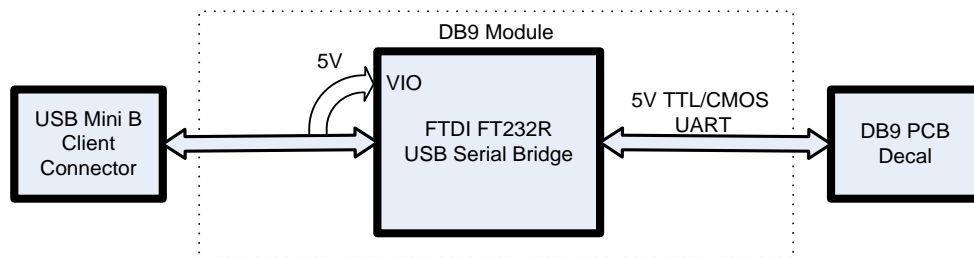 DB9 Module
5V
VIO
USB Mini B
Client
Connector
FTDI FT232R
USB Serial Bridge
5V TTL/CMOS
UART
DB9 PCB
Decal